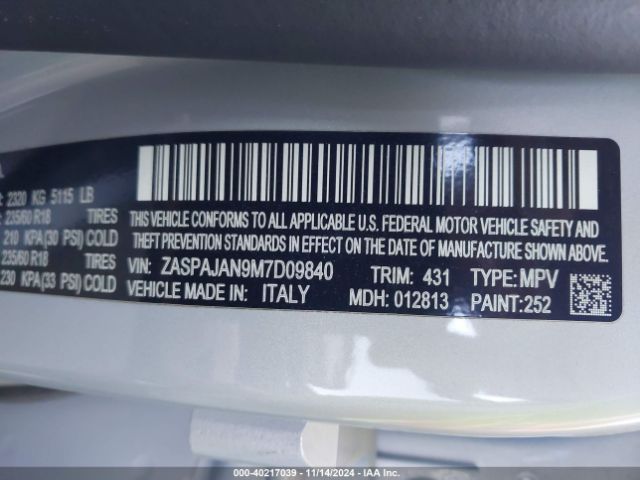 2320 KG 5115 LB
235/60 R18 TIRES
210 KPA(30 PSI) COLD
235/60 R18 TIRES
230 KPA(33 PSI) COLD
THIS VEHICLE CONFORMS TO ALL APPLICABLE U.S. FEDERAL MOTOR VEHICLE SAFETY AND
THEFT PREVENTION STANDARDS IN EFFECT ON THE DATE OF MANUFACTURE SHOWN ABOVE.
VIN: ZASPAJAN9M7D09840 TRIM: 431 TYPE: MPV
VEHICLE MADE IN: ITALY MDH: 012813 PAINT:252
000-40217039 - 11/14/2024 - IAA Inc.